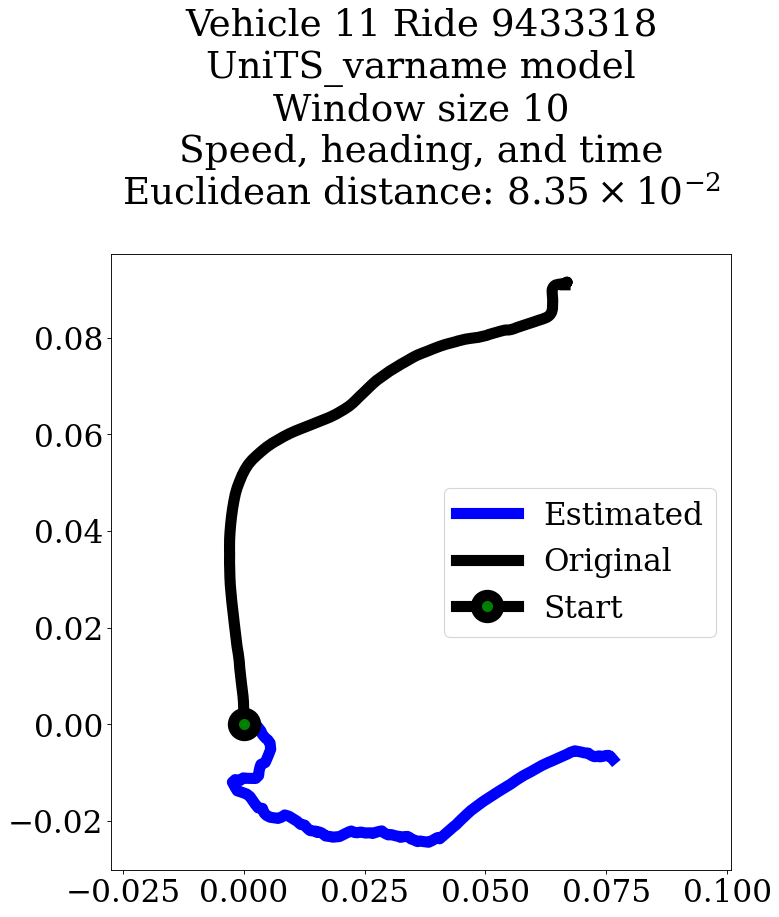 Vehicle 11 Ride 9433318
UniTS_varname model
Window size 10
Speed, heading, and time
Euclidean distance: 8.35 × 10⁻²
0.08
0.06
0.04
0.02
0.00
−0.02
Estimated
Original
Start
−0.025 0.000 0.025 0.050 0.075 0.100